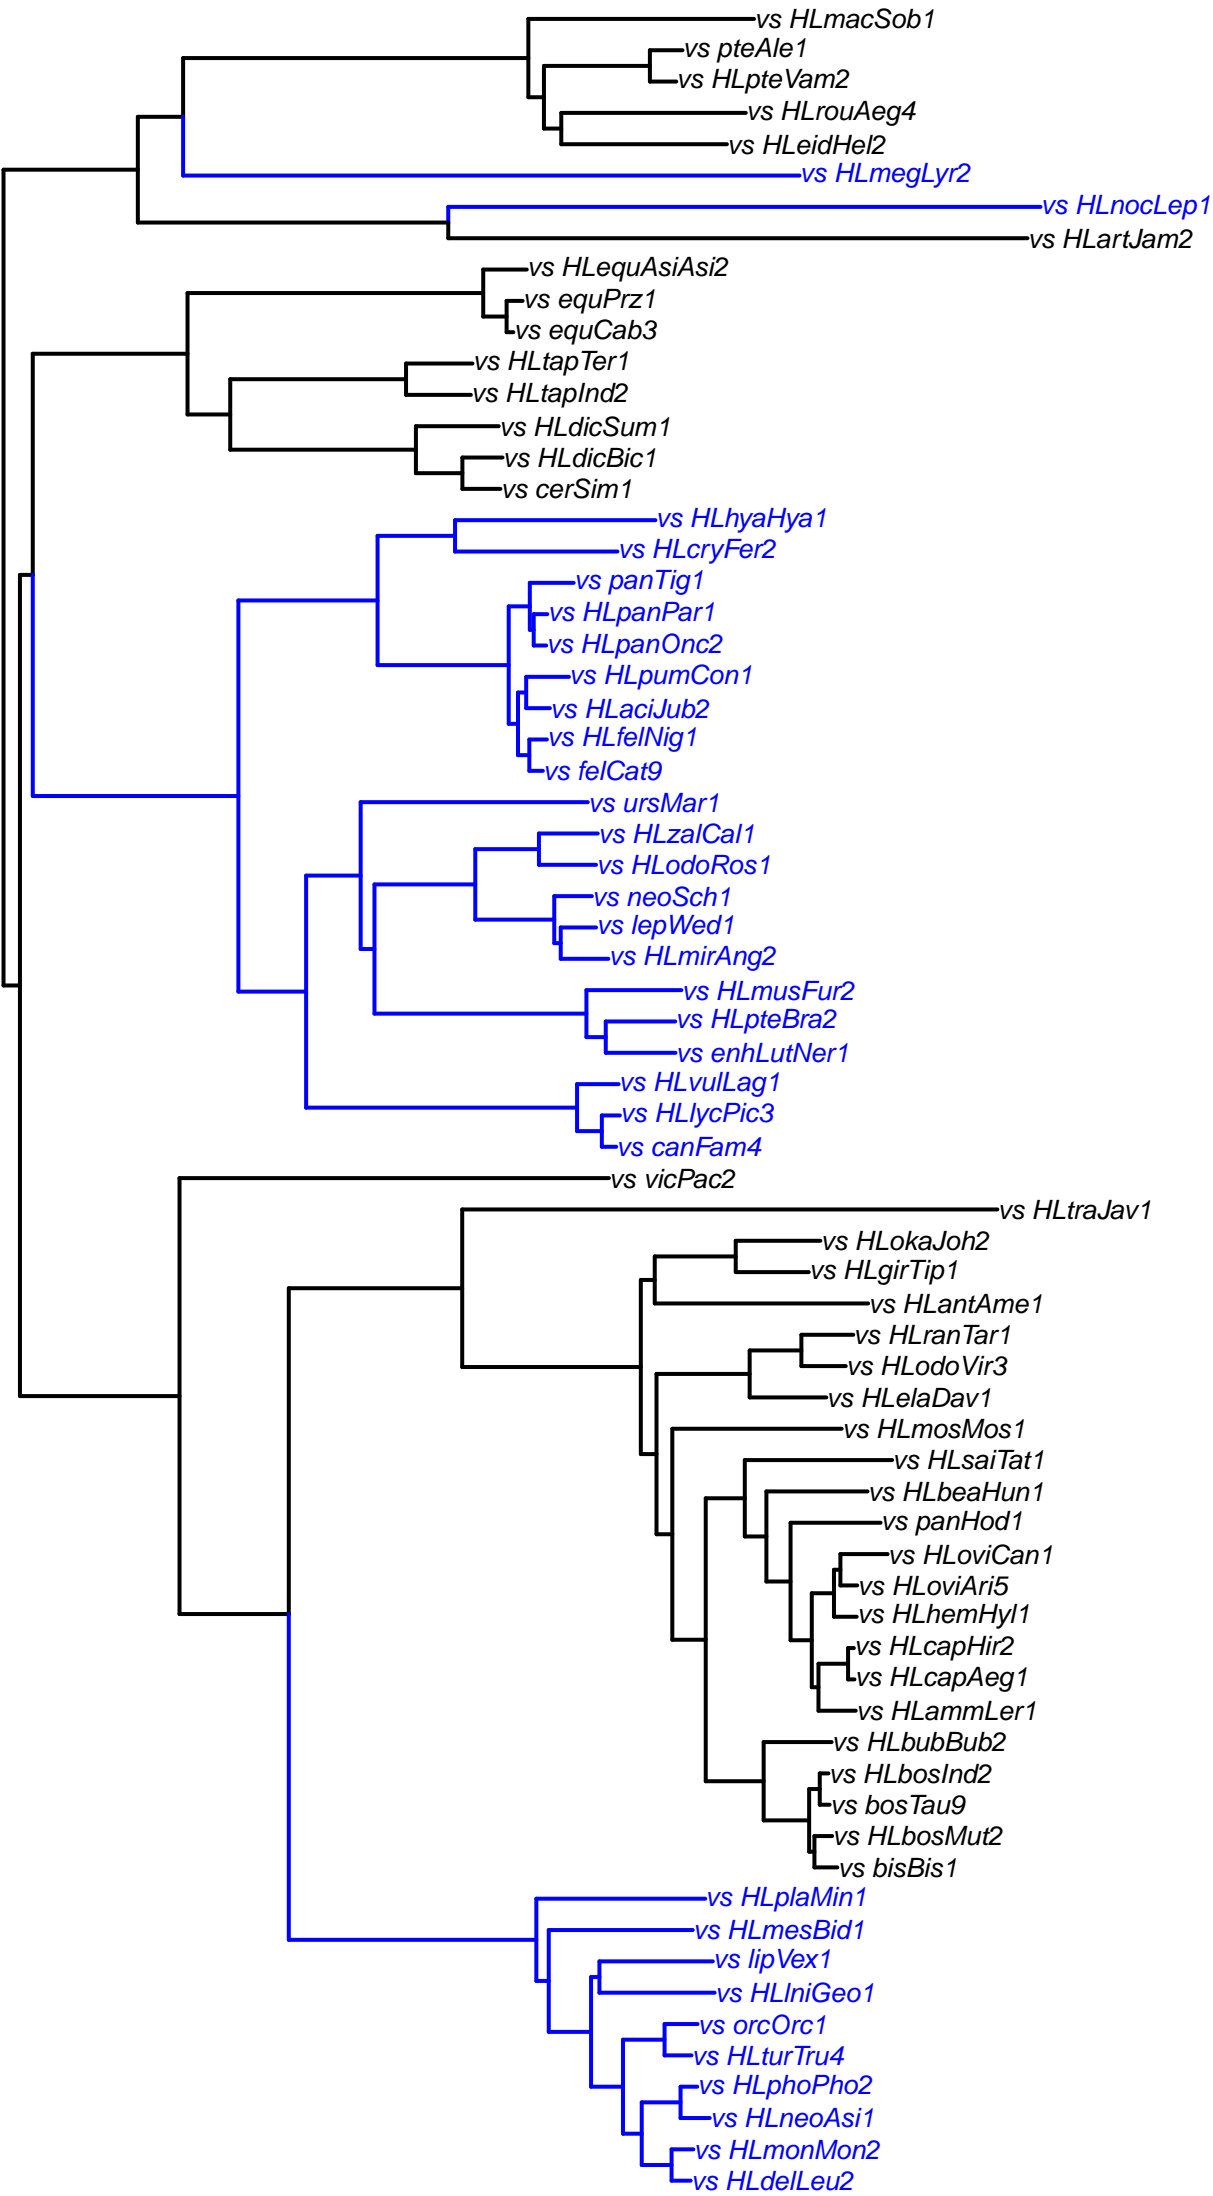 vs HLmacSob1
vs pteAle1
vs HLpteVam2
vs HLrouAeg4
vs HLeidHel2
vs HLmegLyr2
vs HLnocLep1
vs HLartJam2
vs HLequAsiAsi2
vs equPrz1
vs equCab3
vs HLtapTer1
vs HLtapInd2
vs HLdicSum1
vs HLdicBic1
vs cerSim1
vs HLhyaHya1
vs HLcryFer2
vs panTig1
vs HLpanPar1
vs HLpanOnc2
vs HLpumCon1
vs HLaciJub2
vs HLfelNig1
vs felCat9
vs ursMar1
vs HLzalCal1
vs HLodoRos1
vs neoSch1
vs lepWed1
vs HLmirAng2
vs HLmusFur2
vs HLpteBra2
vs enhLutNer1
vs HLvulLag1
vs HLlycPic3
vs canFam4
vs vicPac2
vs HLtraJav1
vs HLokaJoh2
vs HLgirTip1
vs HLantAme1
vs HLranTar1
vs HLodoVir3
vs HLelaDav1
vs HLmosMos1
vs HLsaiTat1
vs HLbeaHun1
vs panHod1
vs HLoviCan1
vs HLoviAri5
vs HLhemHyl1
vs HLcapHir2
vs HLcapAeg1
vs HLammLer1
vs HLbubBub2
vs HLbosInd2
vs bosTau9
vs HLbosMut2
vs bisBis1
vs HLplaMin1
vs HLmesBid1
vs lipVex1
vs HLIniGeo1
vs orcOrc1
vs HLturTru4
vs HLphoPho2
vs HLneoAsi1
vs HLmonMon2
vs HLdelLeu2